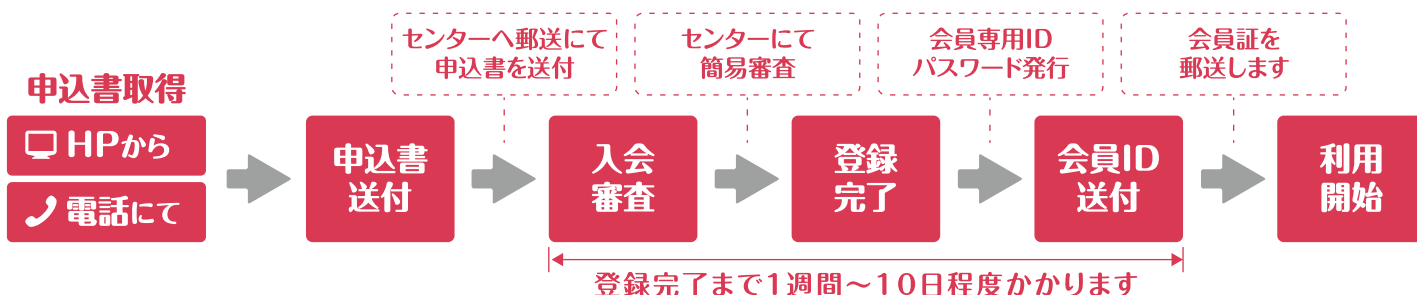 申込書取得
HPから
電話にて
申込書
送付
センターへ郵送にて
申込書を送付
入会
審査
センターにて
簡易審査
登録
完了
会員専用ID
パスワード発行
会員ID
送付
会員証を
郵送します
利用
開始
登録完了まで1週間～10日程度かかります